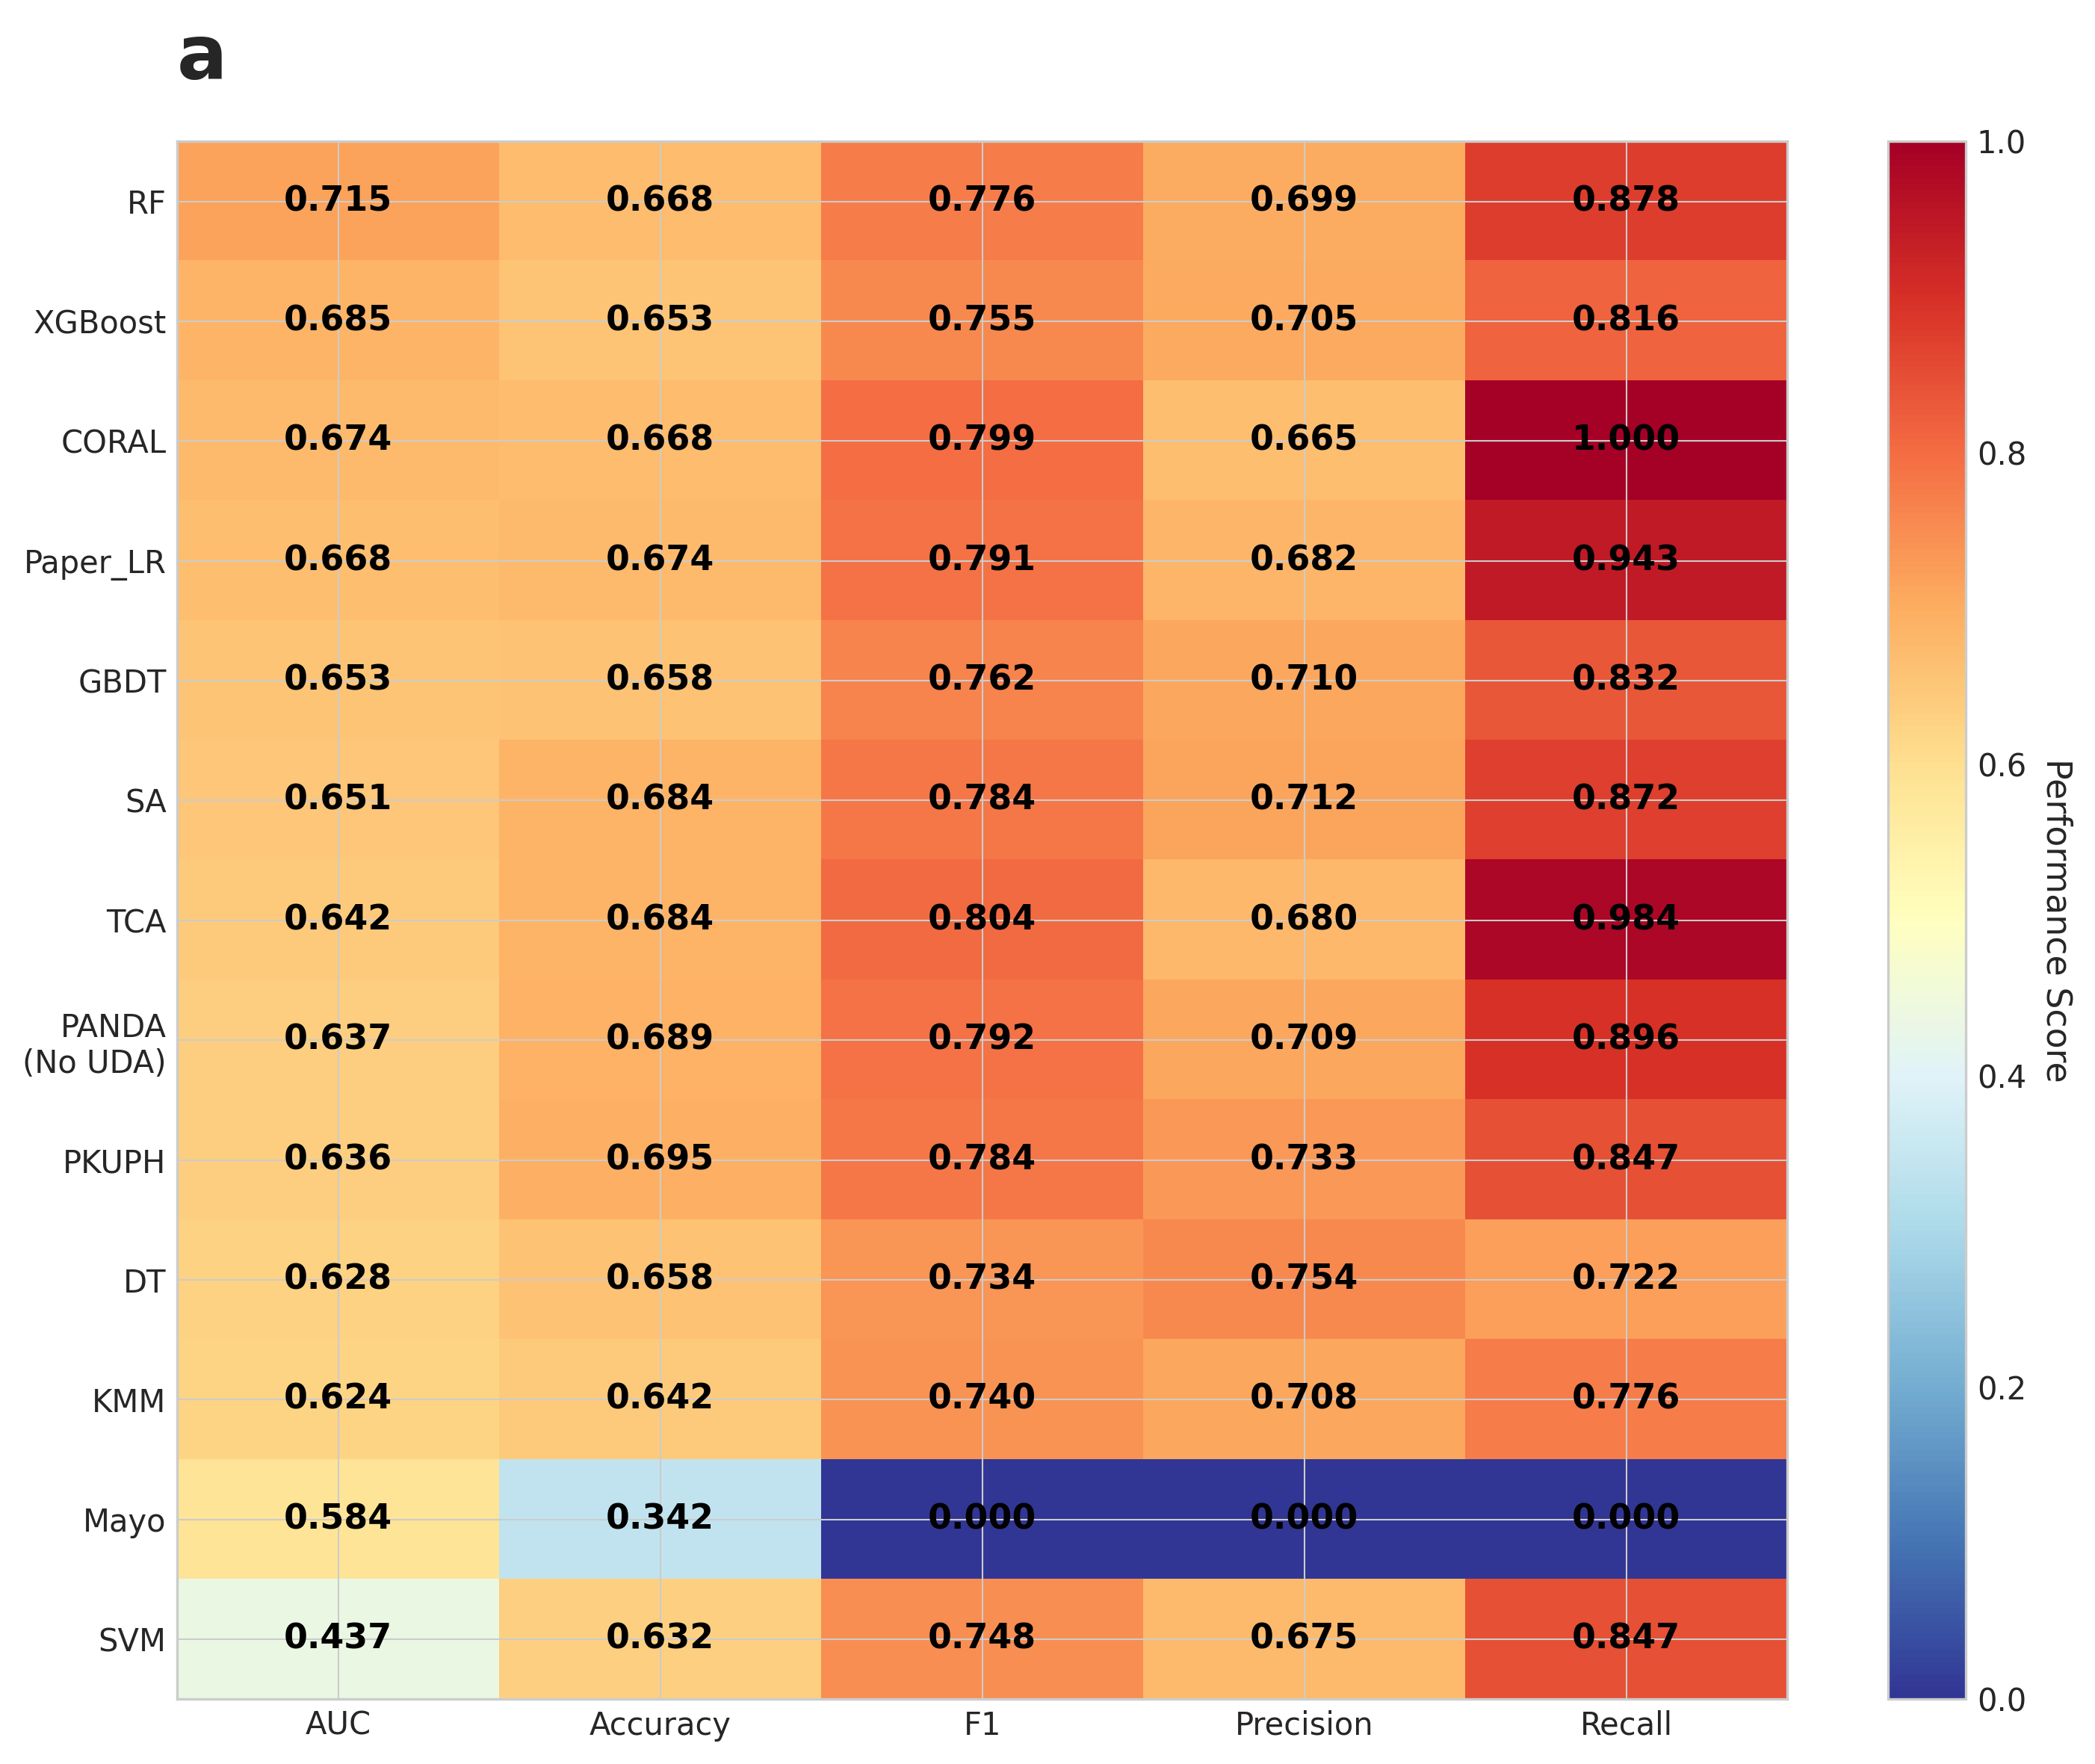 a
RF 0.715 0.668 0.776 0.699 0.878
XGBoost 0.685 0.653 0.755 0.705 0.816
CORAL 0.674 0.668 0.799 0.665 1.000
Paper_LR 0.668 0.674 0.791 0.682 0.943
GBDT 0.653 0.658 0.762 0.710 0.832
SA 0.651 0.684 0.784 0.712 0.872
TCA 0.642 0.684 0.804 0.680 0.984
PANDA
(No UDA) 0.637 0.689 0.792 0.709 0.896
PKUPH 0.636 0.695 0.784 0.733 0.847
DT 0.628 0.658 0.734 0.754 0.722
KMM 0.624 0.642 0.740 0.708 0.776
Mayo 0.584 0.342 0.000 0.000 0.000
SVM 0.437 0.632 0.748 0.675 0.847
AUC Accuracy F1 Precision Recall
1.0
0.8
0.6
0.4
0.2
0.0
Performance Score